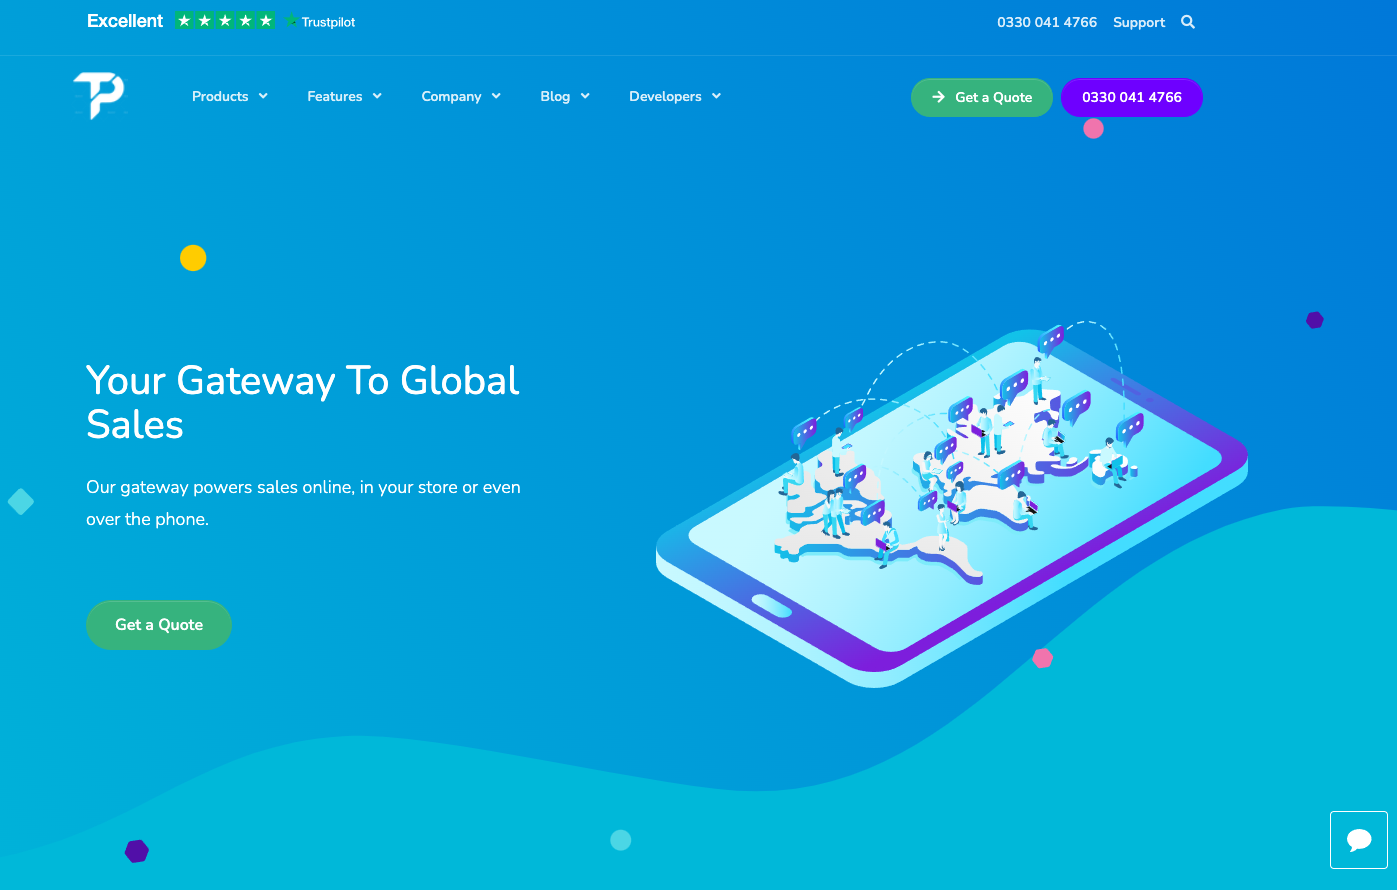 Excellent Trustpilot
0330 041 4766 Support
TP
Products Features Company Blog Developers
Get a Quote
0330 041 4766
Your Gateway To Global
Sales
Our gateway powers sales online, in your store or even
over the phone.
Get a Quote